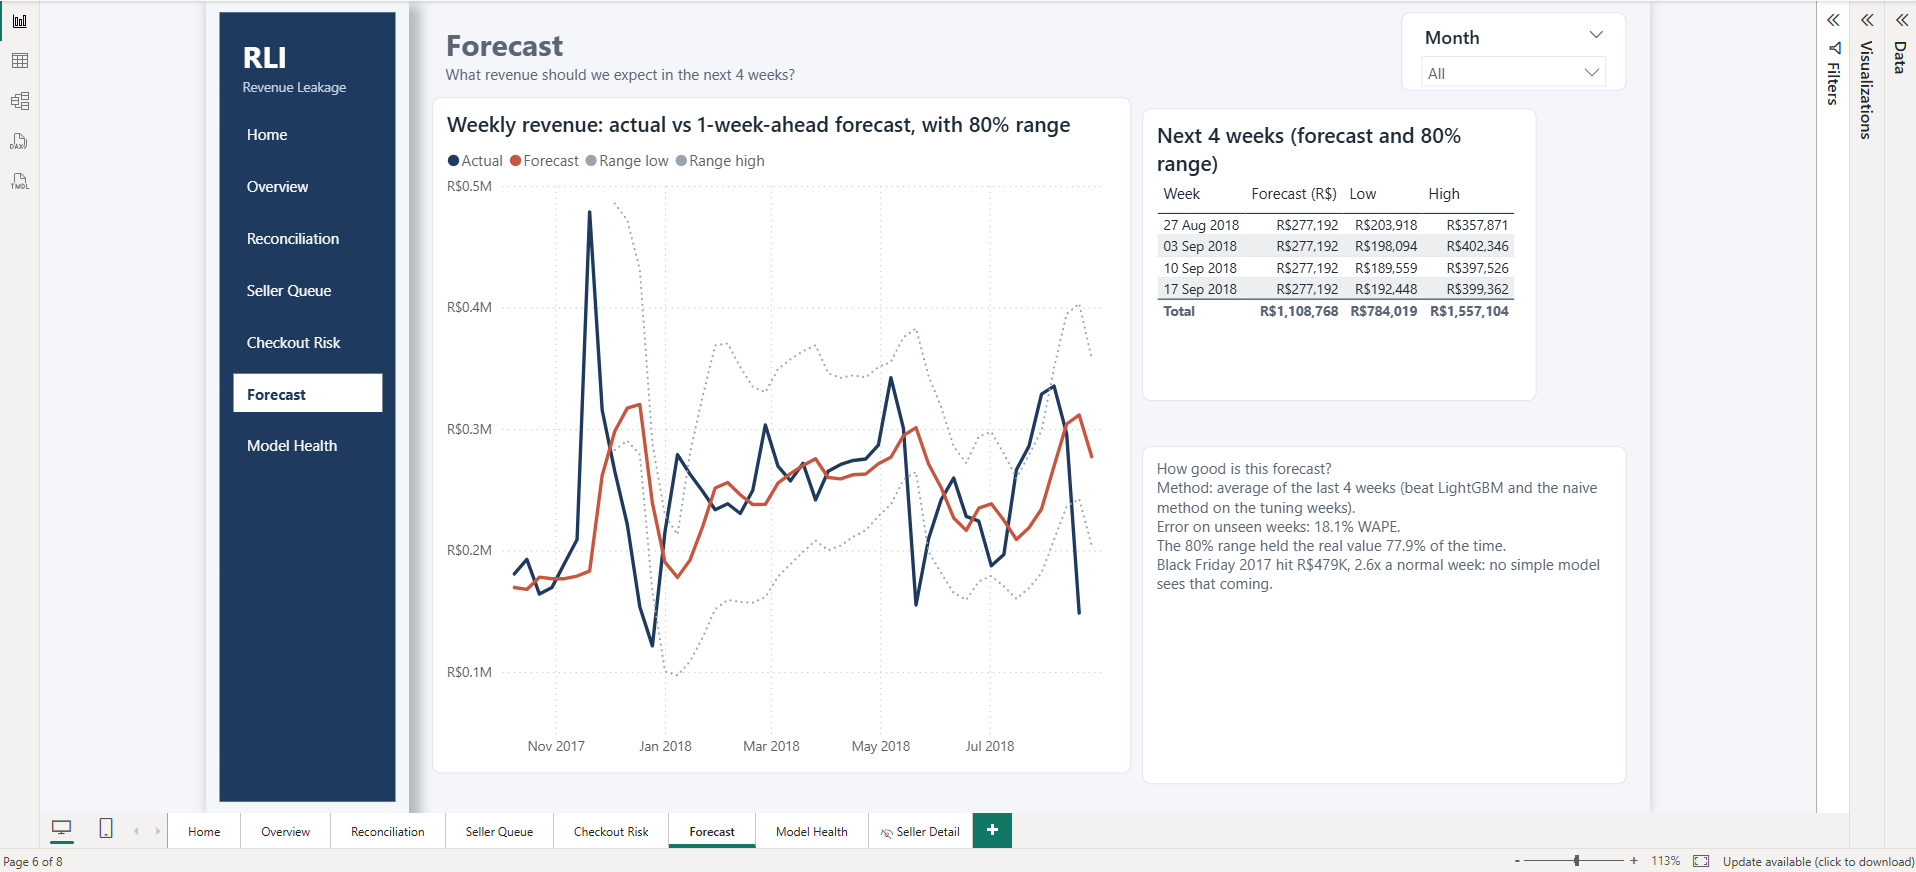 RLI
Revenue Leakage
Home
Overview
Reconciliation
Seller Queue
Checkout Risk
Forecast
Model Health
Forecast
What revenue should we expect in the next 4 weeks?
Month
All
Weekly revenue: actual vs 1-week-ahead forecast, with 80% range
Actual Forecast Range low Range high
R$0.5M
R$0.4M
R$0.3M
R$0.2M
R$0.1M
Nov 2017 Jan 2018 Mar 2018 May 2018 Jul 2018
Next 4 weeks (forecast and 80%
range)
Week Forecast (R$) Low High
27 Aug 2018 R$277,192 R$203,918 R$357,871
03 Sep 2018 R$277,192 R$198,094 R$402,346
10 Sep 2018 R$277,192 R$189,559 R$397,526
17 Sep 2018 R$277,192 R$192,448 R$399,362
Total R$1,108,768 R$784,019 R$1,557,104
How good is this forecast?
Method: average of the last 4 weeks (beat LightGBM and the naive
method on the tuning weeks).
Error on unseen weeks: 18.1% WAPE.
The 80% range held the real value 77.9% of the time.
Black Friday 2017 hit R$479K, 2.6x a normal week: no simple model
sees that coming.
Filters
Visualizations
Data
DAX
TMDL
Home Overview Reconciliation Seller Queue Checkout Risk Forecast Model Health Seller Detail +
Page 6 of 8
- + 113% Update available (click to download)